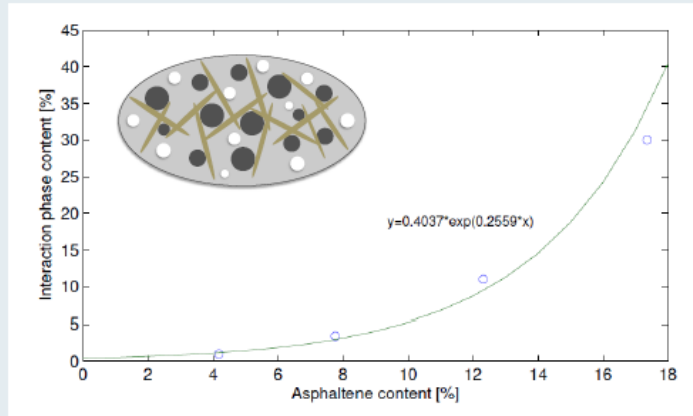 45
40
35
30
25
20
15
10
5
0
Interaction phase content [%]
y=0.4037*exp(0.2559*x)
0 2 4 6 8 10 12 14 16 18
Asphaltene content [%]